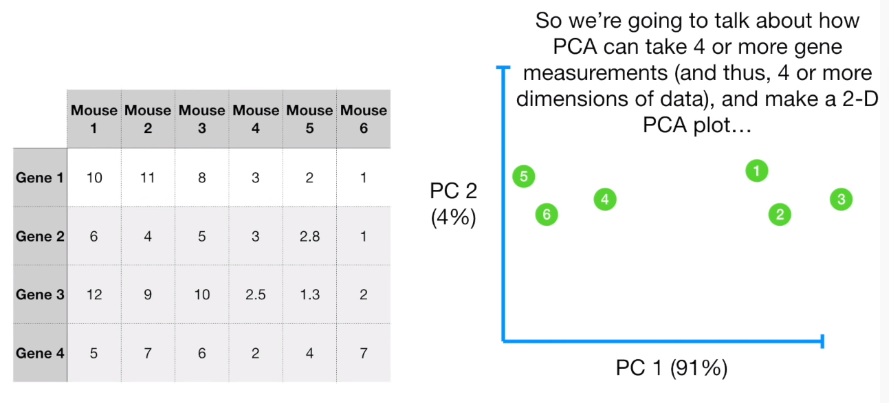 So we're going to talk about how
PCA can take 4 or more gene
measurements (and thus, 4 or more
dimensions of data), and make a 2-D
PCA plot…
Mouse 1 Mouse 2 Mouse 3 Mouse 4 Mouse 5 Mouse 6
Gene 1 10 11 8 3 2 1
Gene 2 6 4 5 3 2.8 1
Gene 3 12 9 10 2.5 1.3 2
Gene 4 5 7 6 2 4 7
PC 2
(4%)
5
6
4
1
2
3
PC 1 (91%)